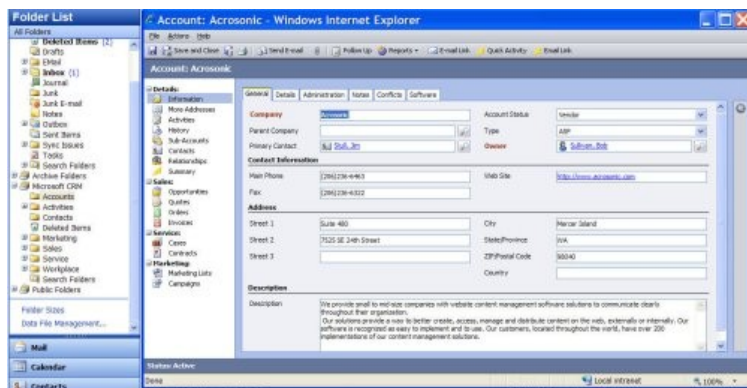 Folder List
All Folders
Deleted Items (2)
Drafts
EMail
Inbox (1)
Journal
Junk
Junk E-mail
Notes
Outbox
Sent Items
Sync Issues
Tasks
Search Folders
Archive Folders
Microsoft CRM
Accounts
Activities
Contacts
Deleted Items
Marketing
Sales
Service
Workplace
Search Folders
Public Folders
Folder Sizes
Data File Management...
Mail
Calendar
Contacts
Account: Acrosonic - Windows Internet Explorer
File Actions Help
Save and Close Send E-mail Follow Up Reports E-mail Link Quick Activity Email Link
Account: Acrosonic
Details:
Information
More Addresses
Activities
History
Sub-Accounts
Contacts
Relationships
Summary
Sales:
Opportunities
Quotes
Orders
Invoices
Service:
Cases
Contracts
Marketing:
Marketing Lists
Campaigns
General Details Administration Notes Conflicts Software
Company Acrosonic Account Status Vendor
Parent Company Type ASP
Primary Contact Stull, Jim Owner Sullivan, Bob
Contact Information
Main Phone (206)236-6463 Web Site http://www.acrosonic.com
Fax (206)236-6322
Address
Street 1 Suite 480 City Mercer Island
Street 2 7525 SE 24th Street State/Province WA
Street 3 ZIP/Postal Code 98040
Country
Description
Description We provide small to mid-size companies with website content management software solutions to communicate clearly
throughout their organization.
Our solutions provide a way to better create, access, manage and distribute content on the web, externally or internally. Our
software is recognized as easy to implement and to use. Our customers, located throughout the world, have over 200
implementations of our content management solutions.
Status: Active
Done Local intranet 100%